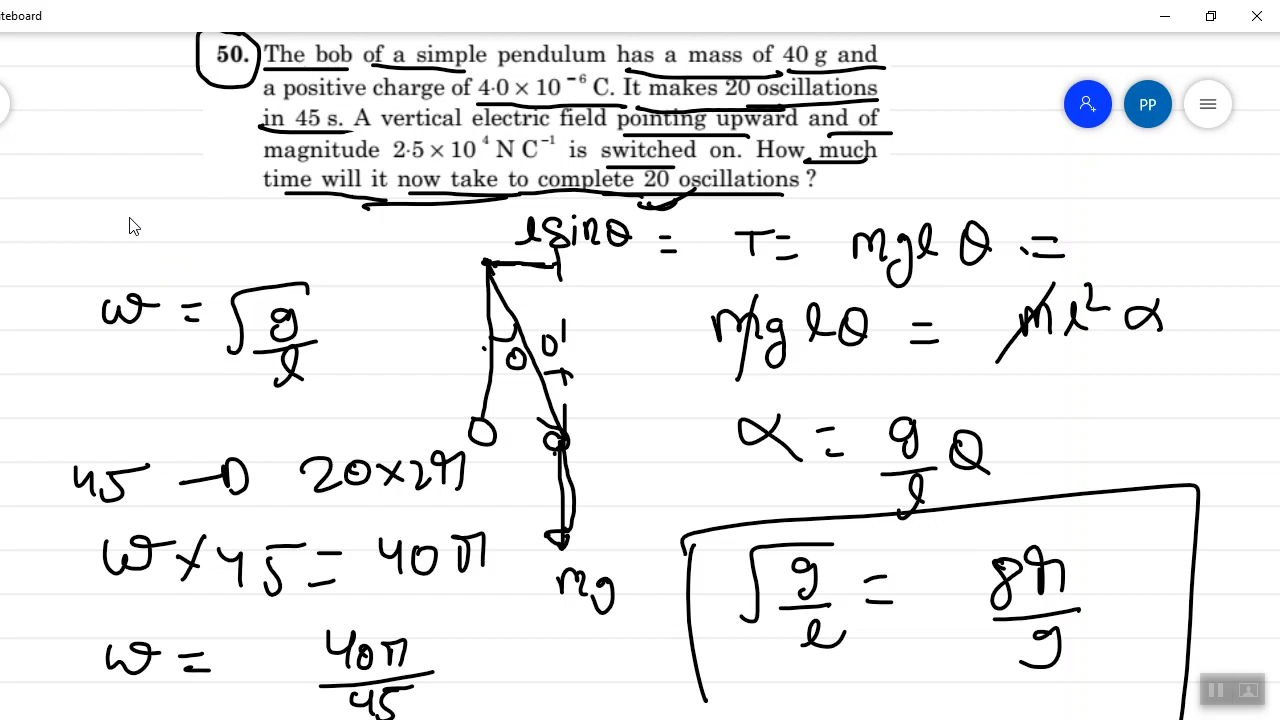 teboard
50. The bob of a simple pendulum has a mass of 40 g and
a positive charge of 4·0 × 10⁻⁶ C. It makes 20 oscillations
in 45 s. A vertical electric field pointing upward and of
magnitude 2·5 × 10⁴ N C⁻¹ is switched on. How much
time will it now take to complete 20 oscillations ?
PP
lsinθ = T = mglθ =
w = √g/l
mglθ = ml²α
θ
mg
α = g/l θ
45 → 20×2π
w×45 = 40π
√g/l = 8π/9
w = 40π/45